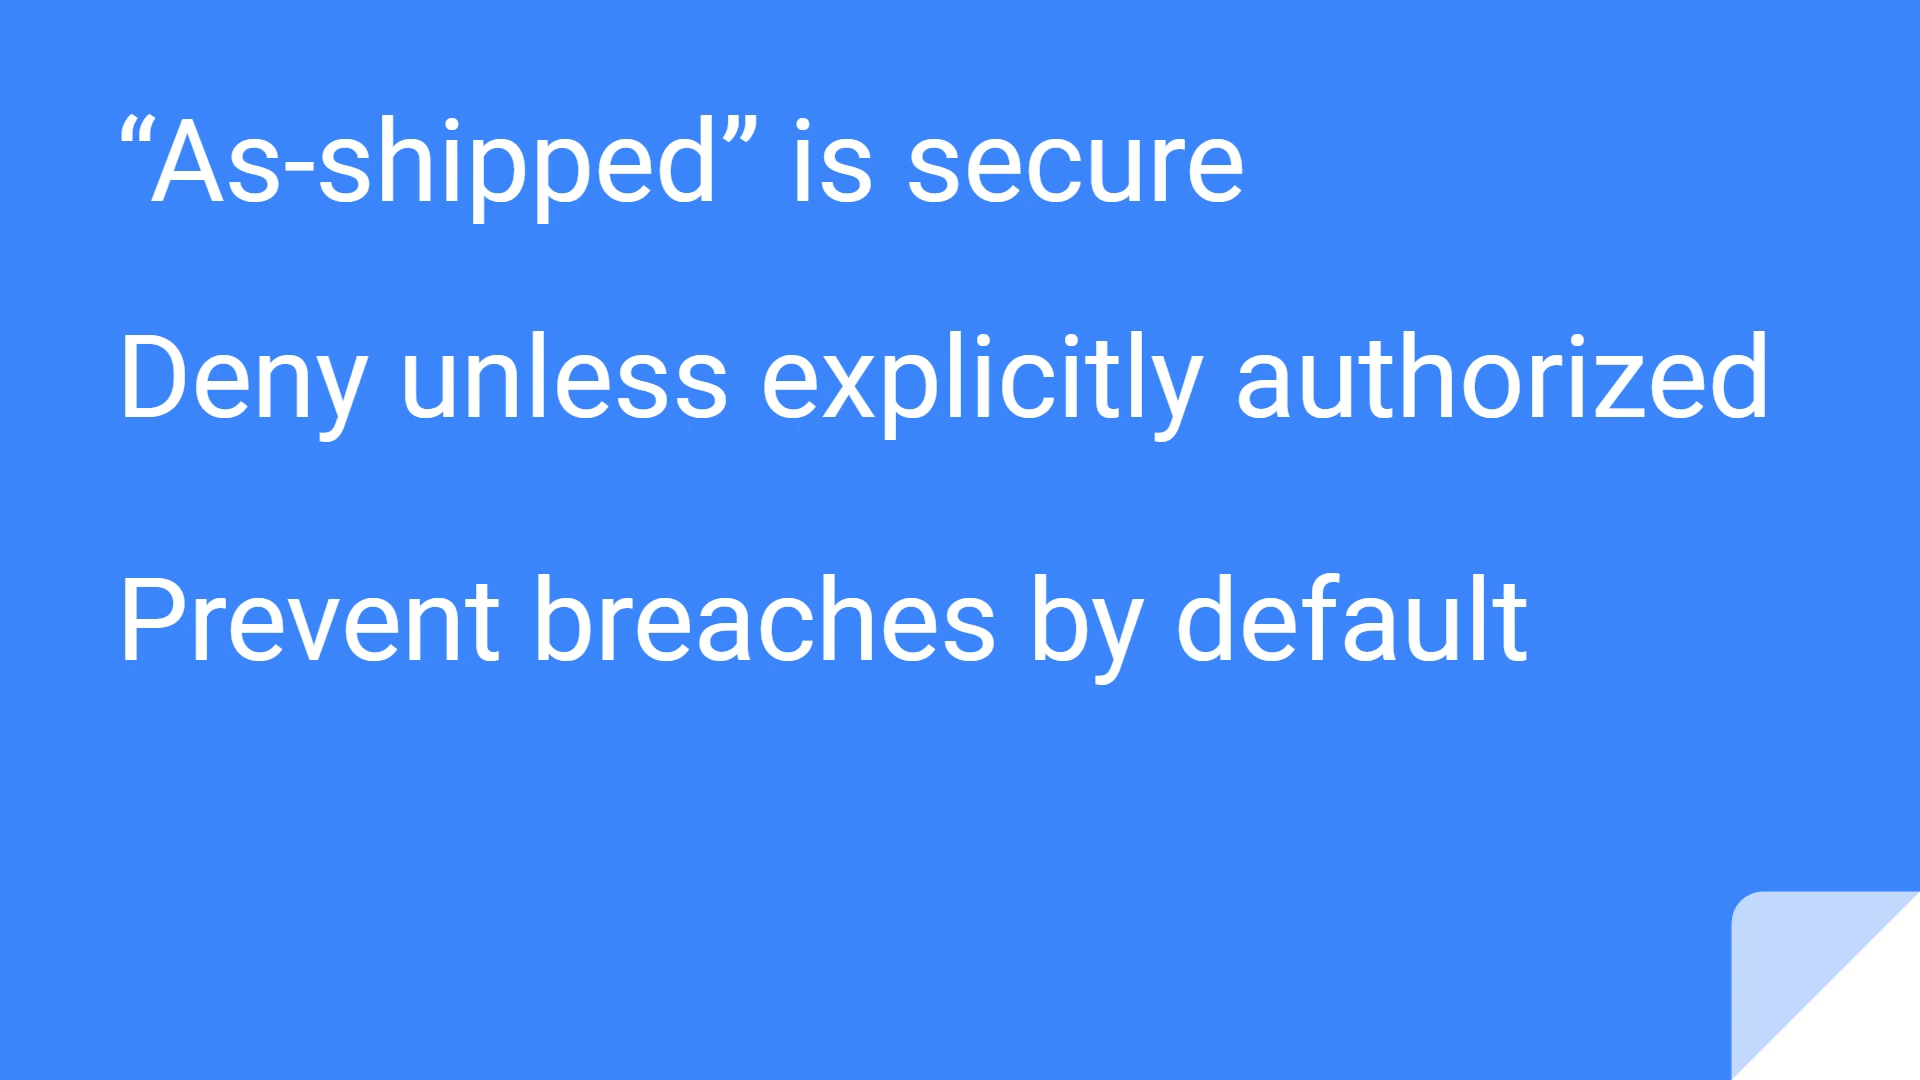 “As-shipped” is secure
Deny unless explicitly authorized
Prevent breaches by default